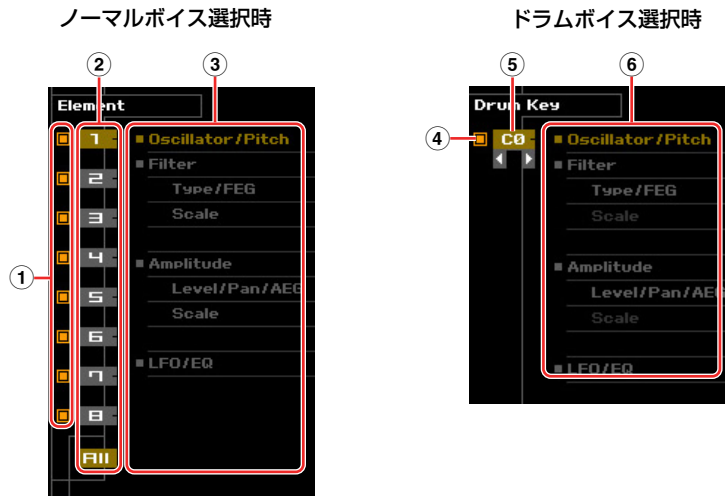 ノーマルボイス選択時
②
③
Element
1
2
3
4
5
6
7
8
All
■ Oscillator/Pitch
■ Filter
Type/FEG
Scale
■ Amplitude
Level/Pan/AEG
Scale
■ LFO/EQ
①
ドラムボイス選択時
⑤
⑥
Drum Key
④
C0
■ Oscillator/Pitch
■ Filter
Type/FEG
Scale
■ Amplitude
Level/Pan/AEG
Scale
■ LFO/EQ